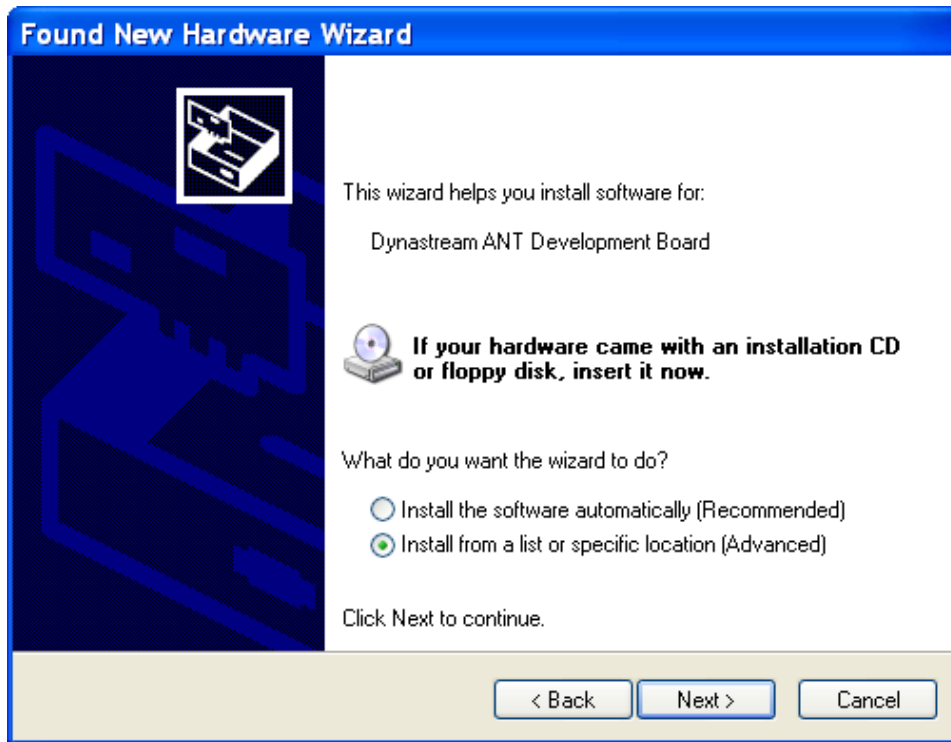 Found New Hardware Wizard
This wizard helps you install software for:
Dynastream ANT Development Board
If your hardware came with an installation CD
or floppy disk, insert it now.
What do you want the wizard to do?
Install the software automatically (Recommended)
Install from a list or specific location (Advanced)
Click Next to continue.
< Back
Next >
Cancel